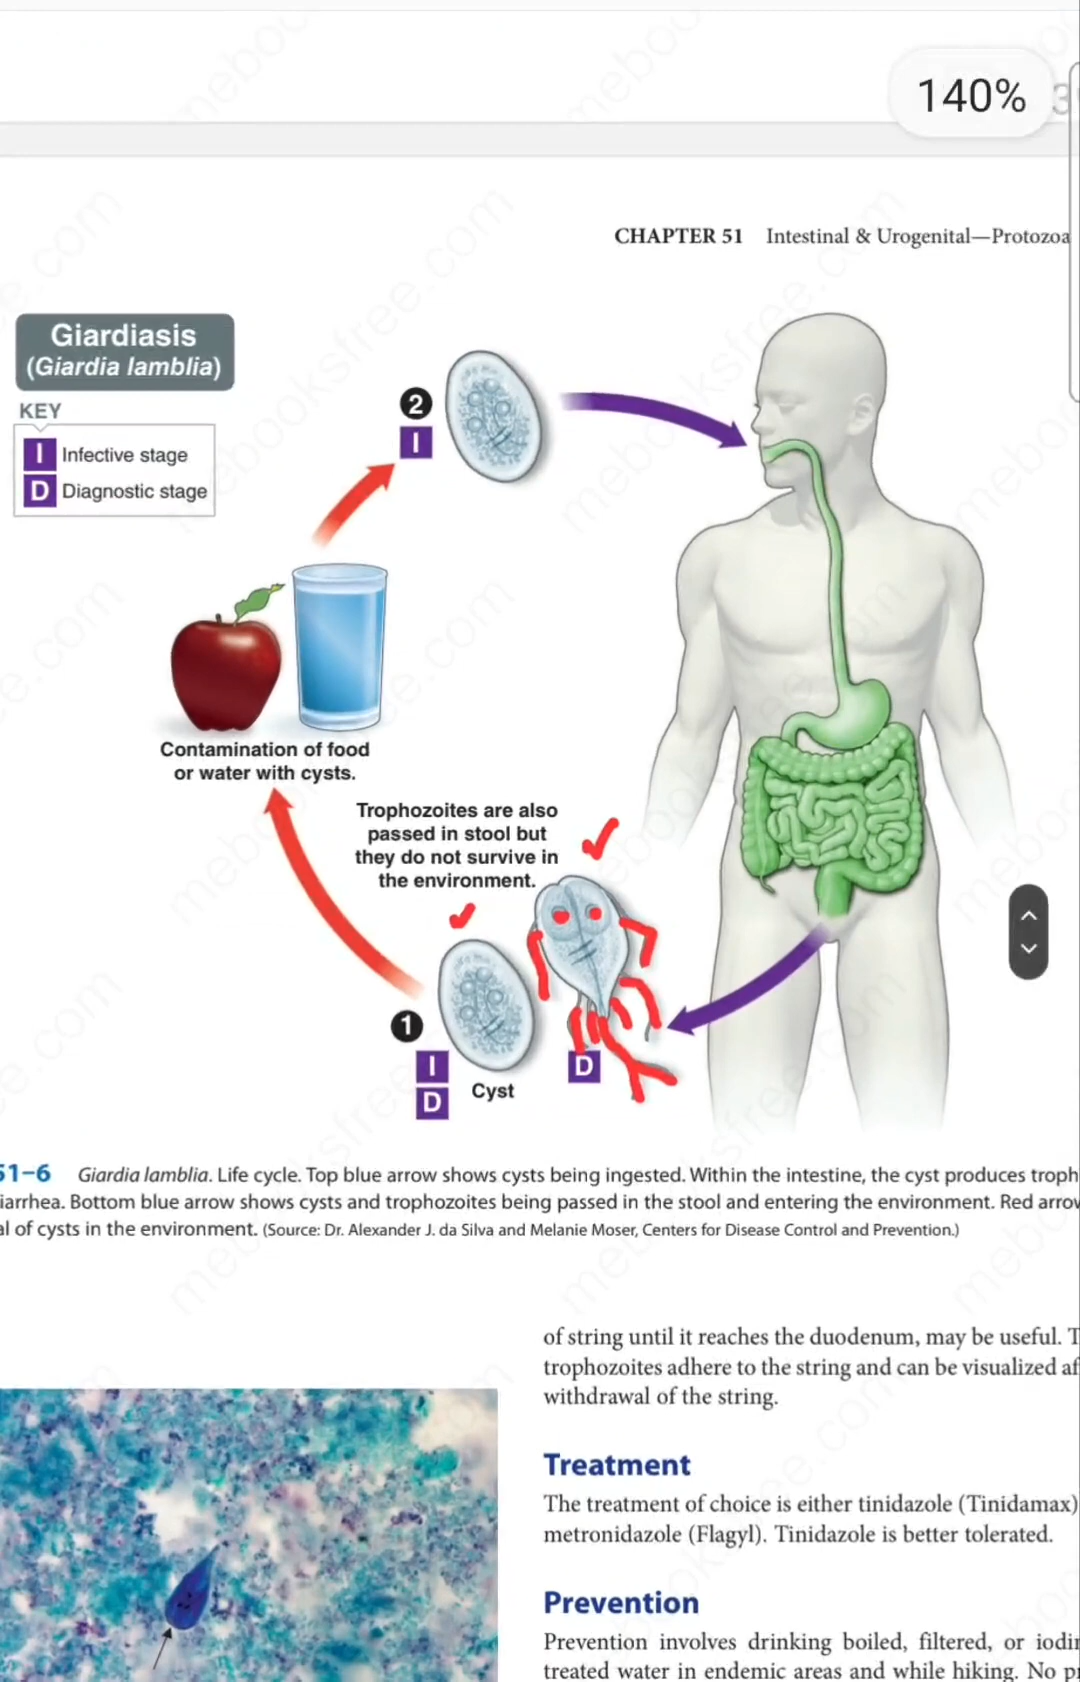 140%
CHAPTER 51 Intestinal & Urogenital—Protozoa
Giardiasis
(Giardia lamblia)
KEY
I Infective stage
D Diagnostic stage
2
I
Contamination of food
or water with cysts.
Trophozoites are also
passed in stool but
they do not survive in
the environment.
1
I
D
Cyst
D
51–6 Giardia lamblia. Life cycle. Top blue arrow shows cysts being ingested. Within the intestine, the cyst produces troph
iarrhea. Bottom blue arrow shows cysts and trophozoites being passed in the stool and entering the environment. Red arrow
al of cysts in the environment. (Source: Dr. Alexander J. da Silva and Melanie Moser, Centers for Disease Control and Prevention.)
of string until it reaches the duodenum, may be useful. T
trophozoites adhere to the string and can be visualized af
withdrawal of the string.
Treatment
The treatment of choice is either tinidazole (Tinidamax)
metronidazole (Flagyl). Tinidazole is better tolerated.
Prevention
Prevention involves drinking boiled, filtered, or iodin
treated water in endemic areas and while hiking. No pr